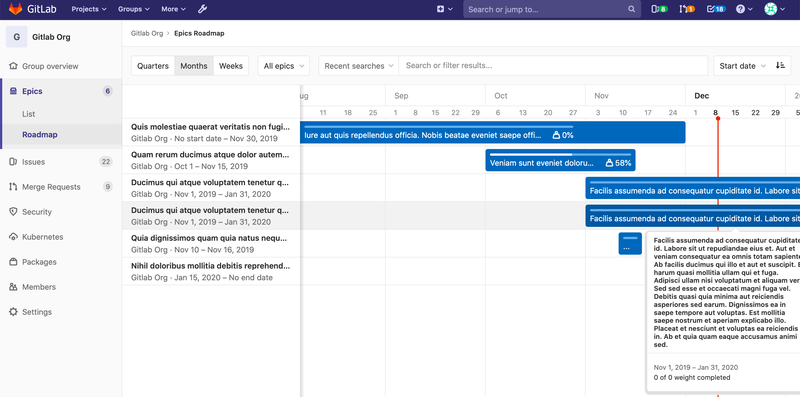 GitLab Projects Groups More Search or jump to... 8 1 18
G Gitlab Org
Group overview
Epics 6
List
Roadmap
Issues 22
Merge Requests 9
Security
Kubernetes
Packages
Members
Settings
Gitlab Org › Epics Roadmap
Quarters Months Weeks All epics Recent searches Search or filter results... Start date
Sep Oct Nov Dec
11 18 25 1 8 15 22 29 6 13 20 27 3 10 17 24 1 8 15 22 29
Quis molestiae quaerat veritatis non fugi...
Gitlab Org · No start date – Nov 30, 2019
Iure aut quis repellendus officia. Nobis beatae eveniet saepe offi... 0%
Quam rerum ducimus atque dolor autem...
Gitlab Org · Oct 1 – Nov 15, 2019
Veniam sunt eveniet doloru... 58%
Ducimus qui atque voluptatem tenetur q...
Gitlab Org · Nov 1, 2019 – Jan 31, 2020
Facilis assumenda ad consequatur cupiditate id. Labore sit
Ducimus qui atque voluptatem tenetur q...
Gitlab Org · Nov 1, 2019 – Jan 31, 2020
Facilis assumenda ad consequatur cupiditate id. Labore sit
Quia dignissimos quam quia natus nequ...
Gitlab Org · Nov 10 – Nov 16, 2019
...
Nihil doloribus mollitia debitis reprehend...
Gitlab Org · Jan 15, 2020 – No end date
Facilis assumenda ad consequatur cupiditate
id. Labore sit ut repudiandae eius et. Aut et
veniam consequatur ea omnis totam sapiente
Ab facilis ducimus qui illo et aut et suscipit.
harum quasi mollitia ullam qui et fuga.
Adipisci ullam nisi voluptatum et aliquam
Sed sed esse et occaecati magni fuga vel.
Debitis quasi quia minima aut reiciendis
asperiores sed earum. Dignissimos ea in
saepe tempore aut voluptas. Est mollitia
saepe nostrum et aperiam explicabo illo.
Placeat et nesciunt et voluptas ea reiciendis
in. Ab et quia quam eaque accusamus animi
sed.
Nov 1, 2019 – Jan 31, 2020
0 of 0 weight completed